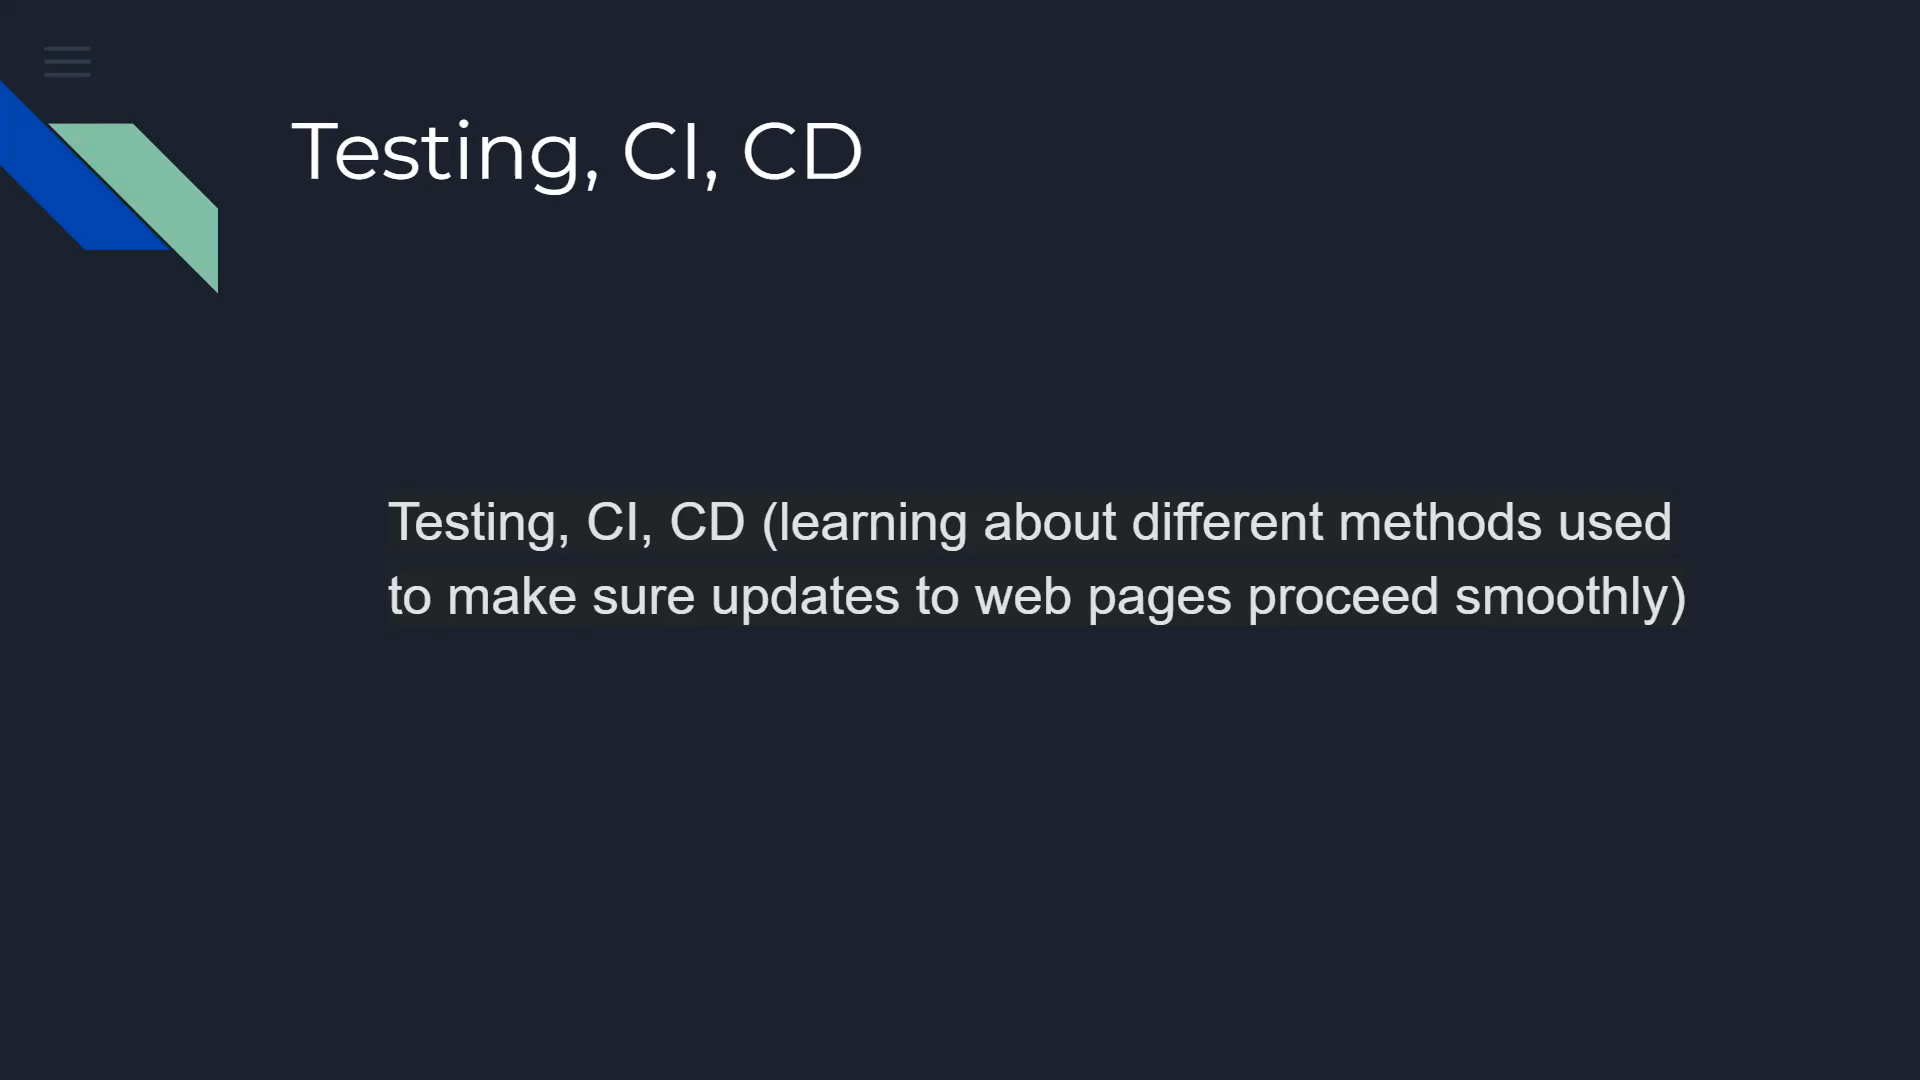 Testing, CI, CD
Testing, CI, CD (learning about different methods used
to make sure updates to web pages proceed smoothly)